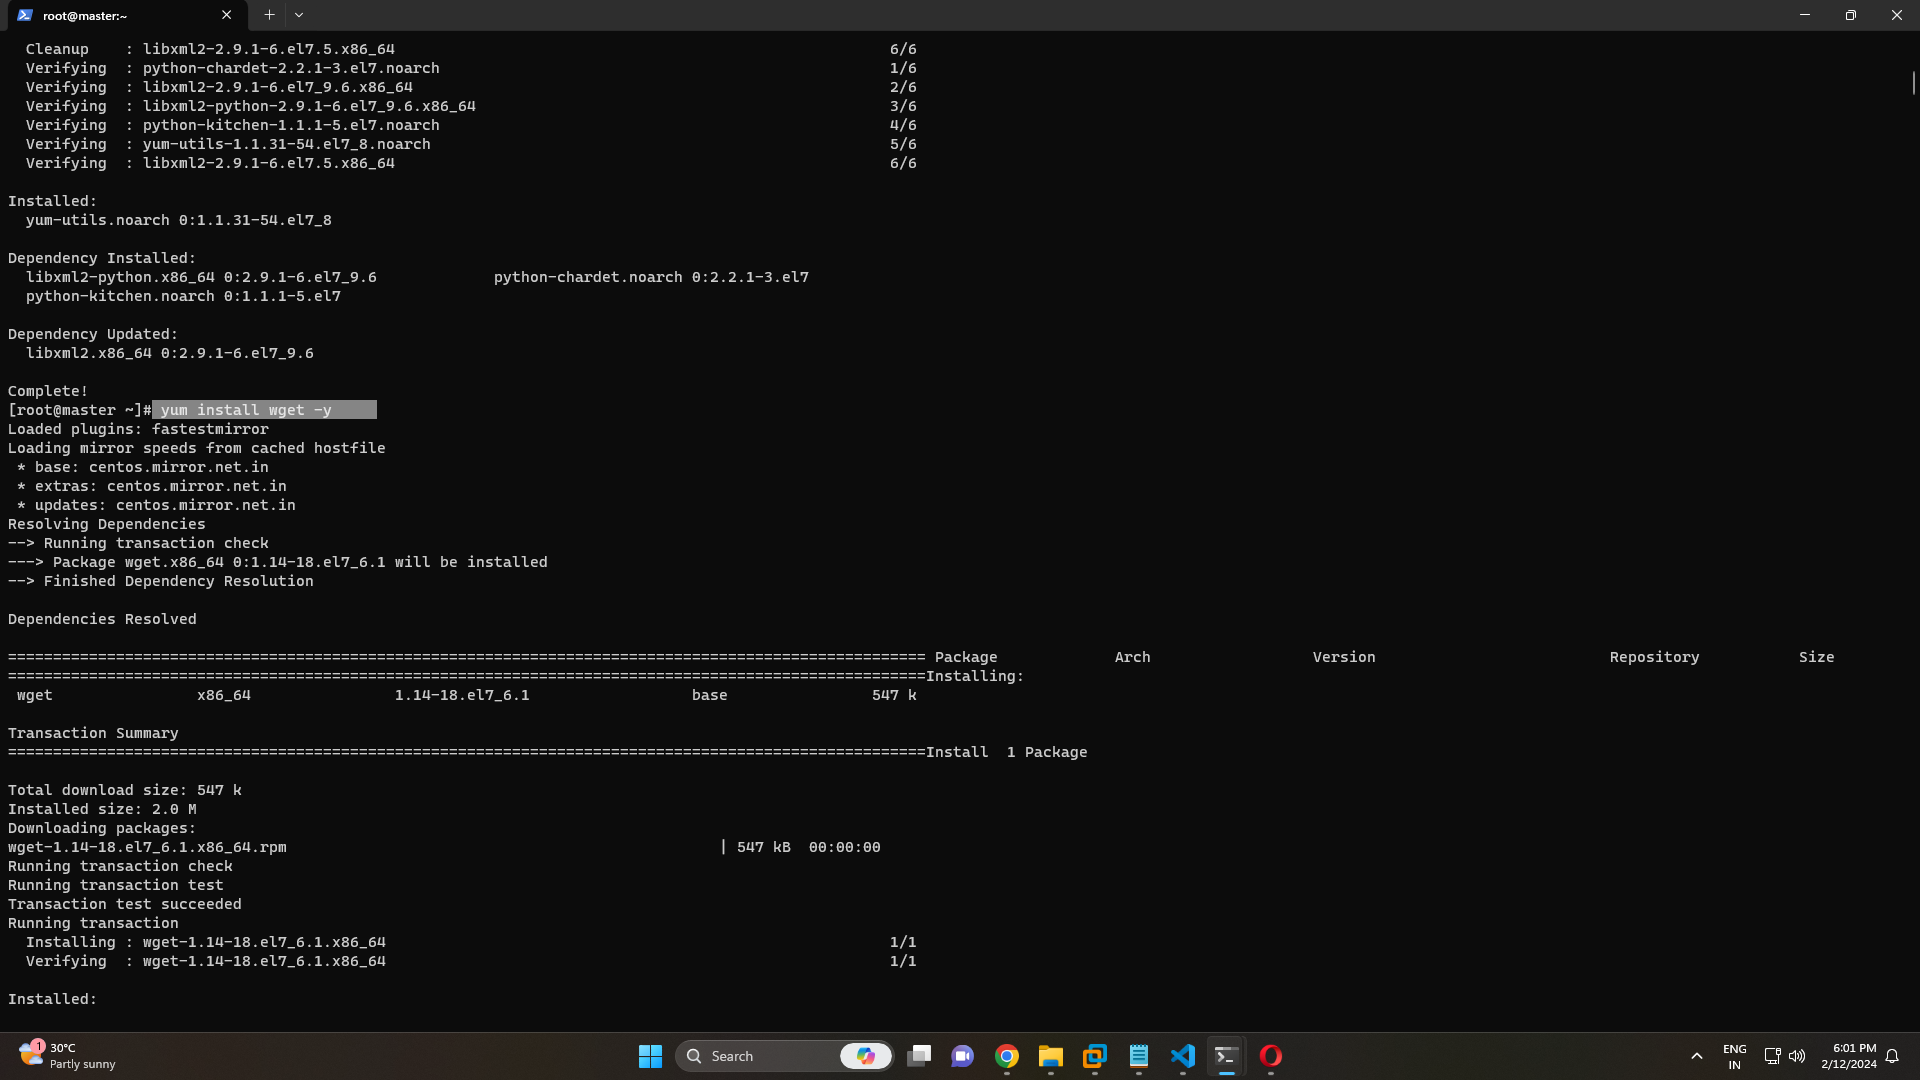 root@master:~
  Cleanup    : libxml2-2.9.1-6.el7.5.x86_64                                                       6/6
  Verifying  : python-chardet-2.2.1-3.el7.noarch                                                  1/6
  Verifying  : libxml2-2.9.1-6.el7_9.6.x86_64                                                     2/6
  Verifying  : libxml2-python-2.9.1-6.el7_9.6.x86_64                                              3/6
  Verifying  : python-kitchen-1.1.1-5.el7.noarch                                                  4/6
  Verifying  : yum-utils-1.1.31-54.el7_8.noarch                                                   5/6
  Verifying  : libxml2-2.9.1-6.el7.5.x86_64                                                       6/6
Installed:
  yum-utils.noarch 0:1.1.31-54.el7_8
Dependency Installed:
  libxml2-python.x86_64 0:2.9.1-6.el7_9.6             python-chardet.noarch 0:2.2.1-3.el7
  python-kitchen.noarch 0:1.1.1-5.el7
Dependency Updated:
  libxml2.x86_64 0:2.9.1-6.el7_9.6
Complete!
[root@master ~]# yum install wget -y
Loaded plugins: fastestmirror
Loading mirror speeds from cached hostfile
 * base: centos.mirror.net.in
 * extras: centos.mirror.net.in
 * updates: centos.mirror.net.in
Resolving Dependencies
--> Running transaction check
---> Package wget.x86_64 0:1.14-18.el7_6.1 will be installed
--> Finished Dependency Resolution
Dependencies Resolved
====================================================================================================== Package             Arch                  Version                          Repository           Size
======================================================================================================Installing:
 wget                x86_64                1.14-18.el7_6.1                  base                547 k
Transaction Summary
======================================================================================================Install  1 Package
Total download size: 547 k
Installed size: 2.0 M
Downloading packages:
wget-1.14-18.el7_6.1.x86_64.rpm                                                | 547 kB  00:00:00
Running transaction check
Running transaction test
Transaction test succeeded
Running transaction
  Installing : wget-1.14-18.el7_6.1.x86_64                                                        1/1
  Verifying  : wget-1.14-18.el7_6.1.x86_64                                                        1/1
Installed:
1
30°C
Partly sunny
Search
ENG
IN
6:01 PM
2/12/2024